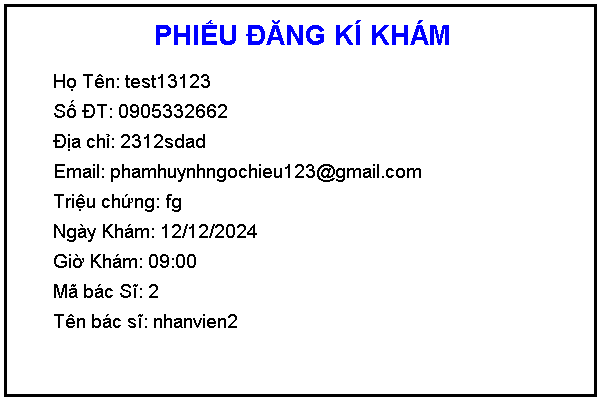 PHIẾU ĐĂNG KÍ KHÁM
Họ Tên: test13123
Số ĐT: 0905332662
Địa chỉ: 2312sdad
Email: phamhuynhngochieu123@gmail.com
Triệu chứng: fg
Ngày Khám: 12/12/2024
Giờ Khám: 09:00
Mã bác Sĩ: 2
Tên bác sĩ: nhanvien2